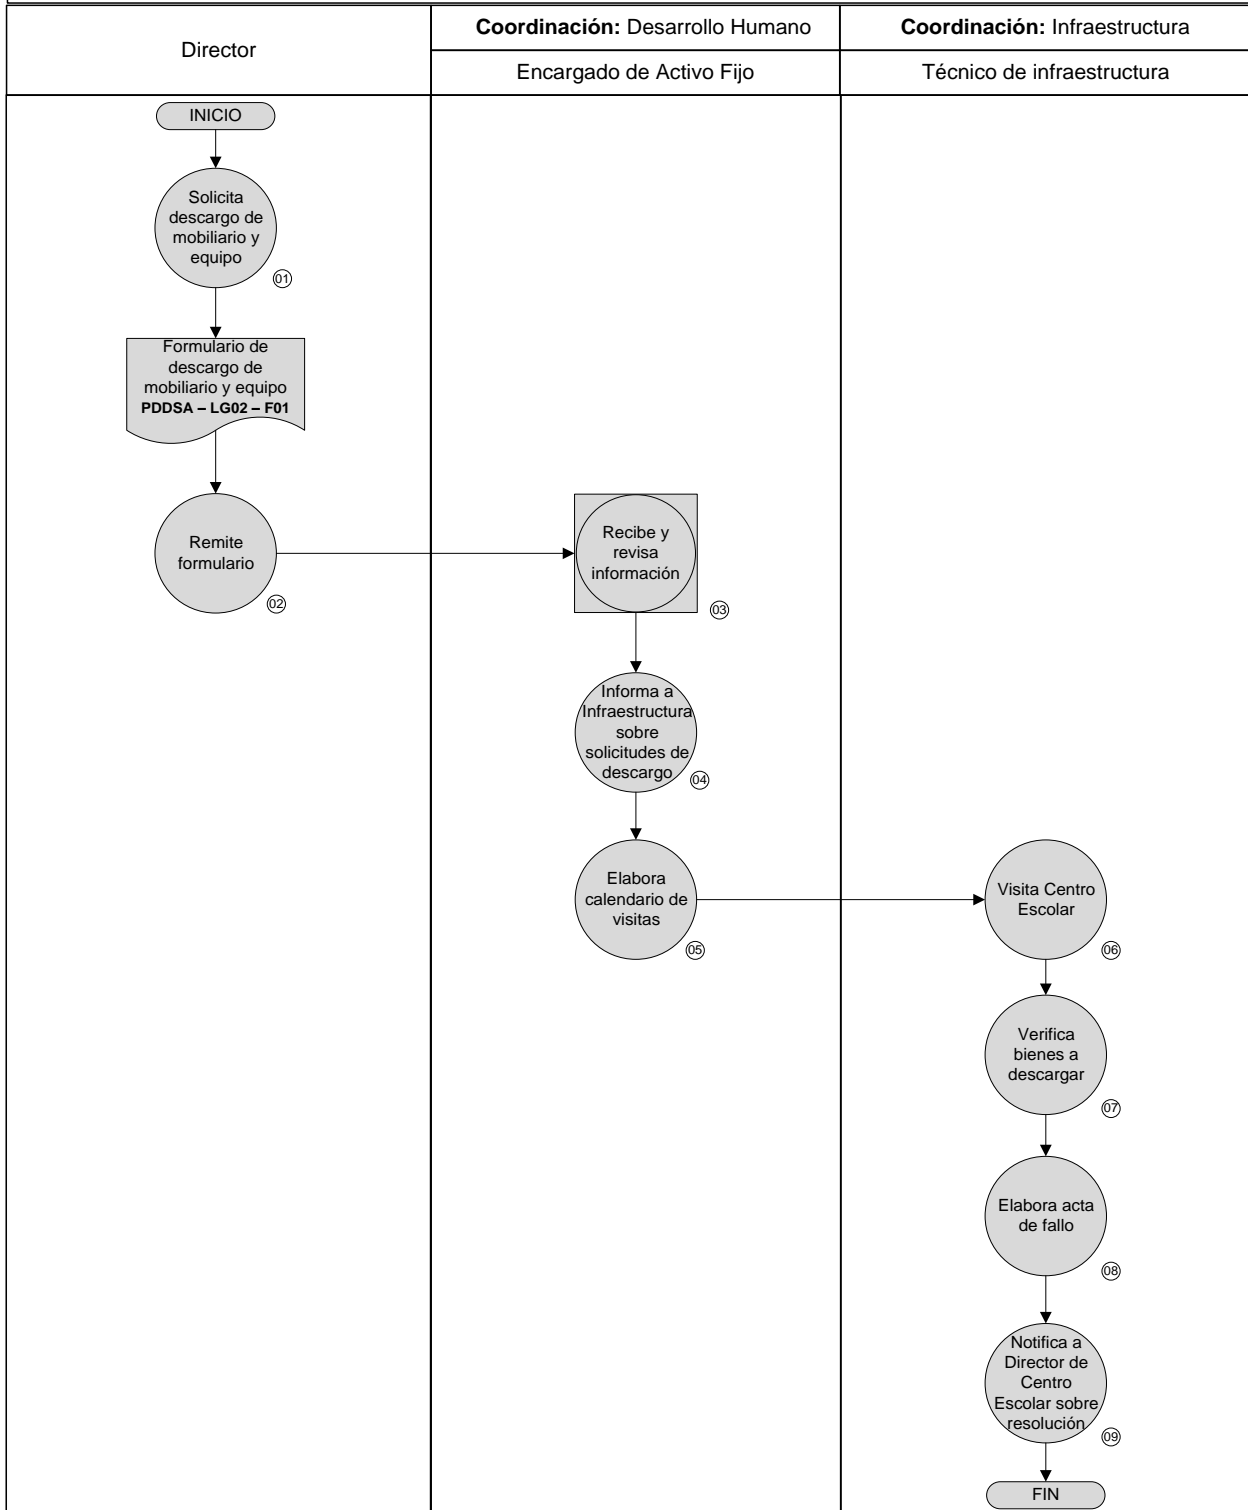 Director
Coordinación: Desarrollo Humano
Encargado de Activo Fijo
Coordinación: Infraestructura
Técnico de infraestructura
INICIO
Solicita
descargo de
mobiliario y
equipo
01
Formulario de
descargo de
mobiliario y equipo
PDDSA – LG02 – F01
Remite
formulario
02
Recibe y
revisa
información
03
Informa a
Infraestructura
sobre
solicitudes de
descargo
04
Elabora
calendario de
visitas
05
Visita Centro
Escolar
06
Verifica
bienes a
descargar
07
Elabora acta
de fallo
08
Notifica a
Director de
Centro
Escolar sobre
resolución
09
FIN